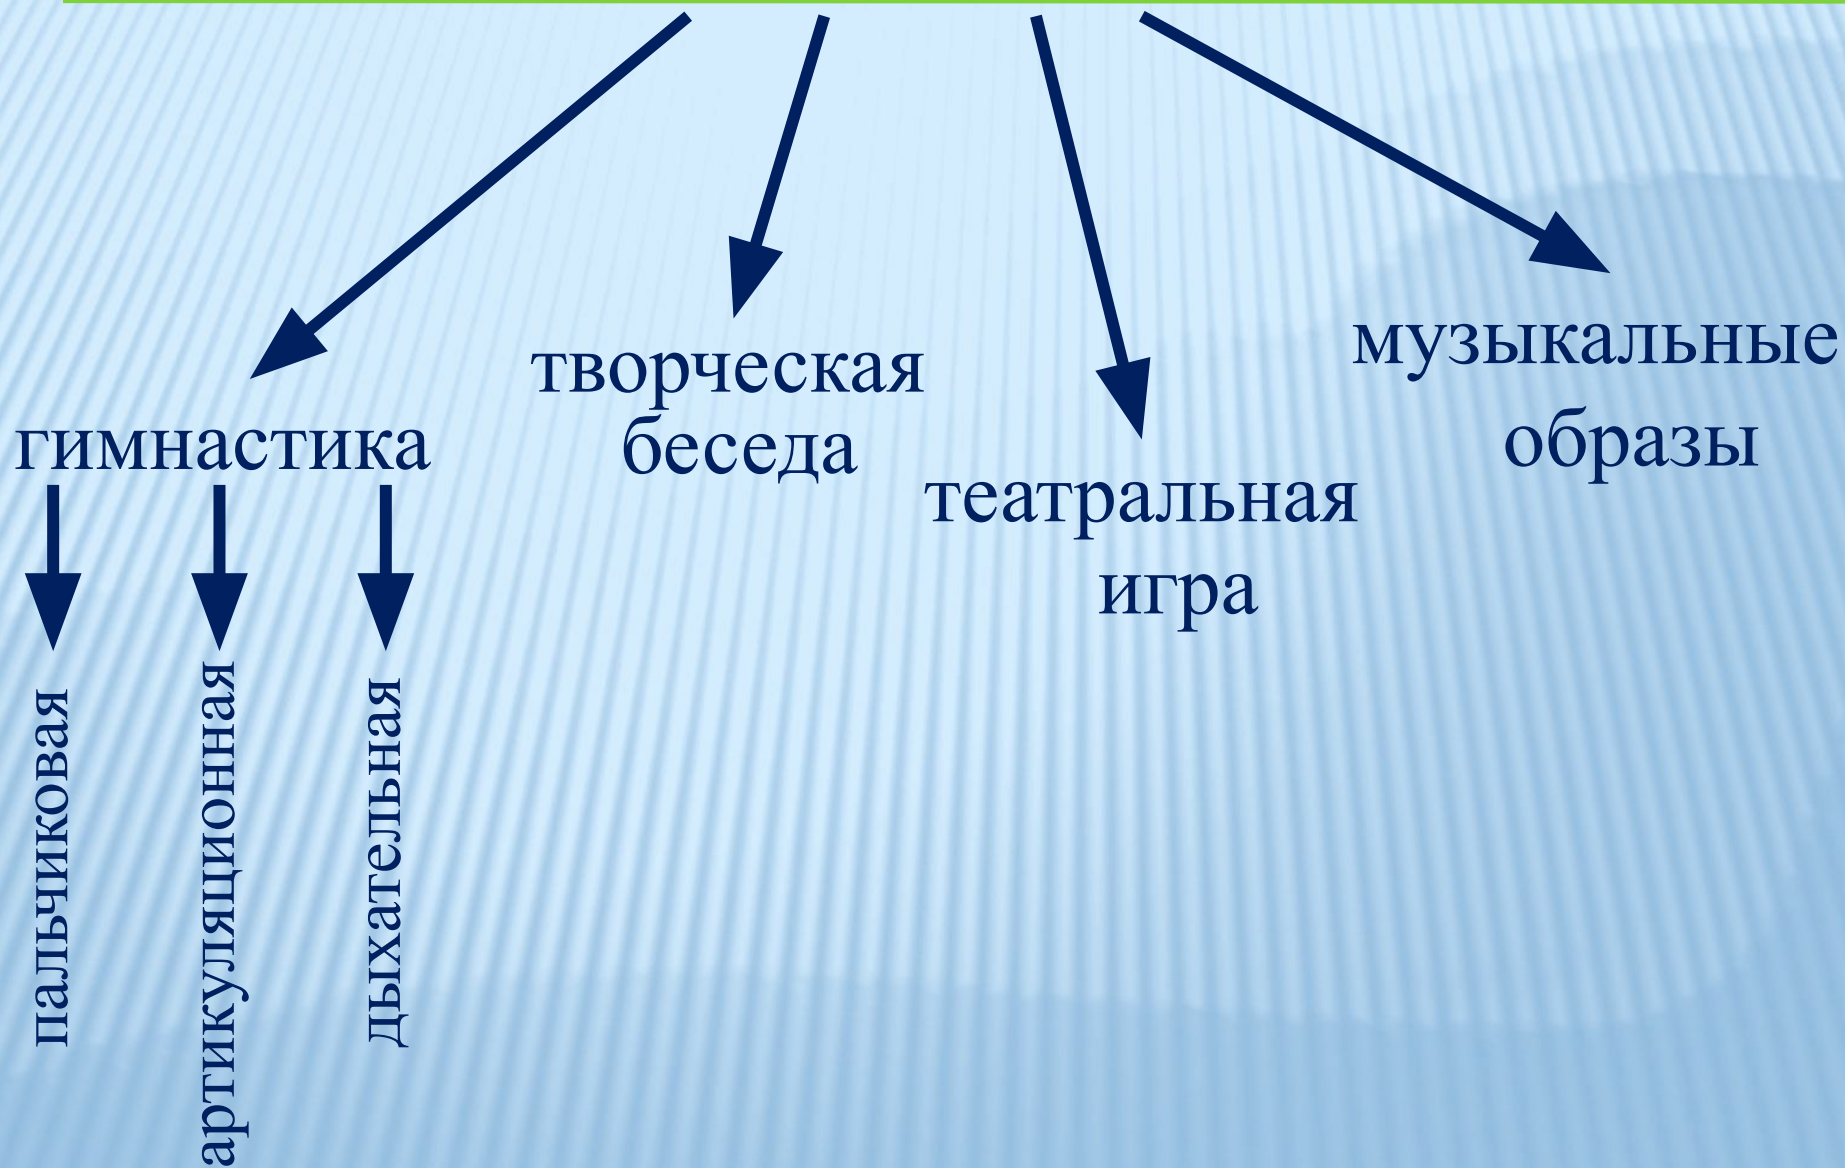 гимнастика
творческая
беседа
театральная
игра
музыкальные
образы
пальчиковая
артикуляционная
дыхательная